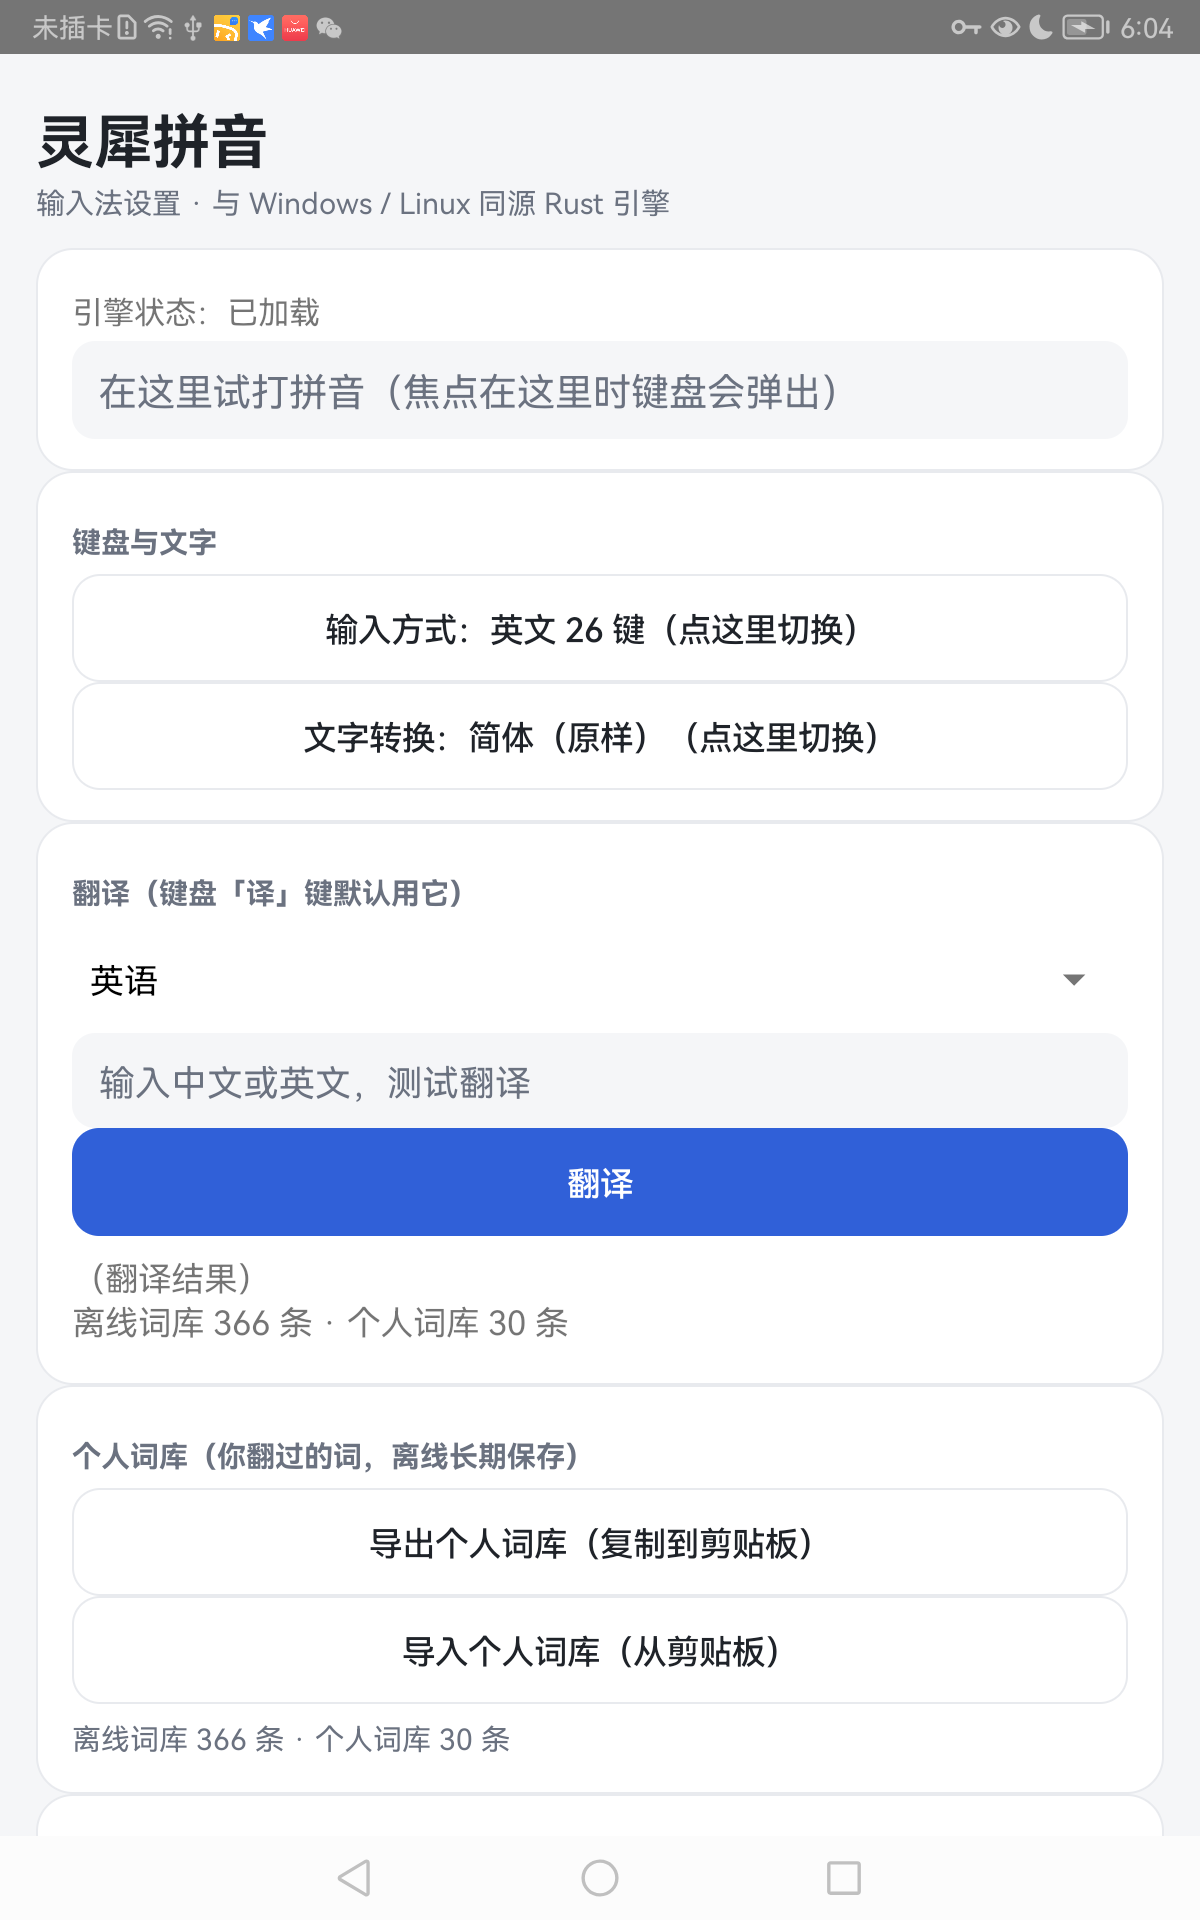 未插卡 6:04
灵犀拼音
输入法设置 · 与 Windows / Linux 同源 Rust 引擎
引擎状态：已加载
在这里试打拼音（焦点在这里时键盘会弹出）
键盘与文字
输入方式：英文 26 键（点这里切换）
文字转换：简体（原样）（点这里切换）
翻译（键盘「译」键默认用它）
英语
输入中文或英文，测试翻译
翻译
（翻译结果）
离线词库 366 条 · 个人词库 30 条
个人词库（你翻过的词，离线长期保存）
导出个人词库（复制到剪贴板）
导入个人词库（从剪贴板）
离线词库 366 条 · 个人词库 30 条